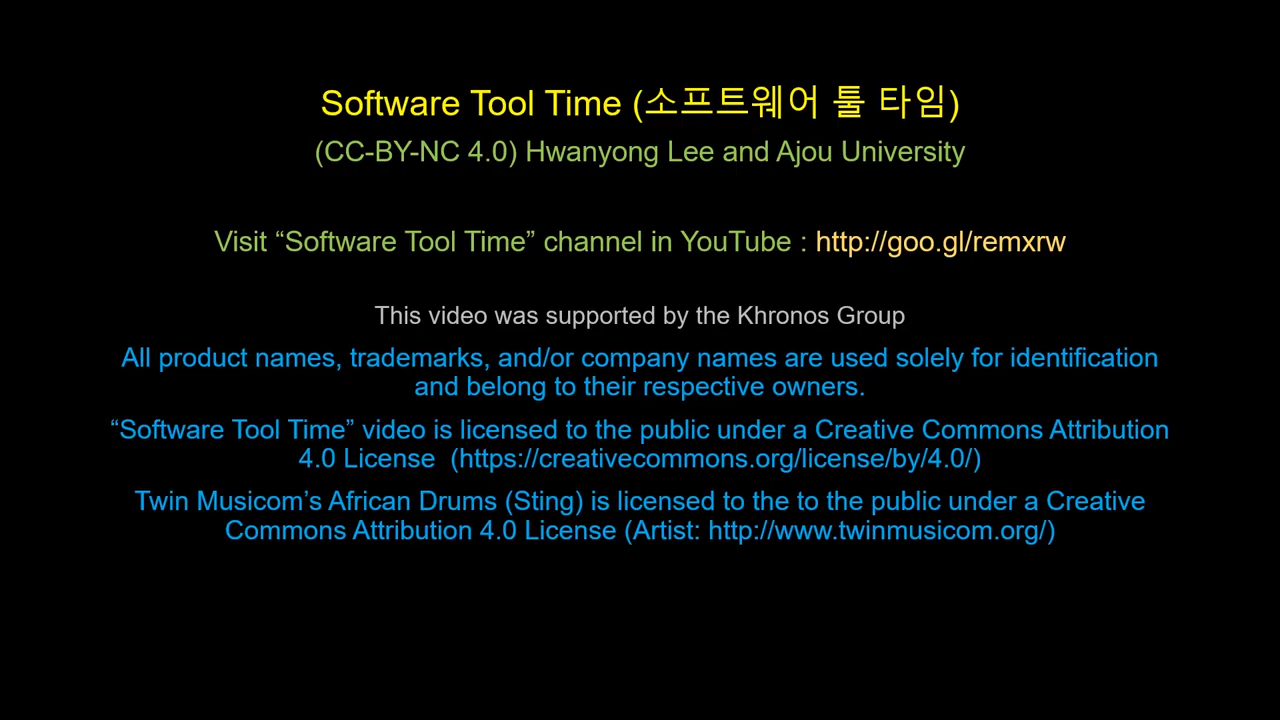 Software Tool Time (소프트웨어 툴 타임)
(CC-BY-NC 4.0) Hwanyong Lee and Ajou University
Visit “Software Tool Time” channel in YouTube : http://goo.gl/remxrw
This video was supported by the Khronos Group
All product names, trademarks, and/or company names are used solely for identification
and belong to their respective owners.
“Software Tool Time” video is licensed to the public under a Creative Commons Attribution
4.0 License  (https://creativecommons.org/license/by/4.0/)
Twin Musicom’s African Drums (Sting) is licensed to the to the public under a Creative
Commons Attribution 4.0 License (Artist: http://www.twinmusicom.org/)